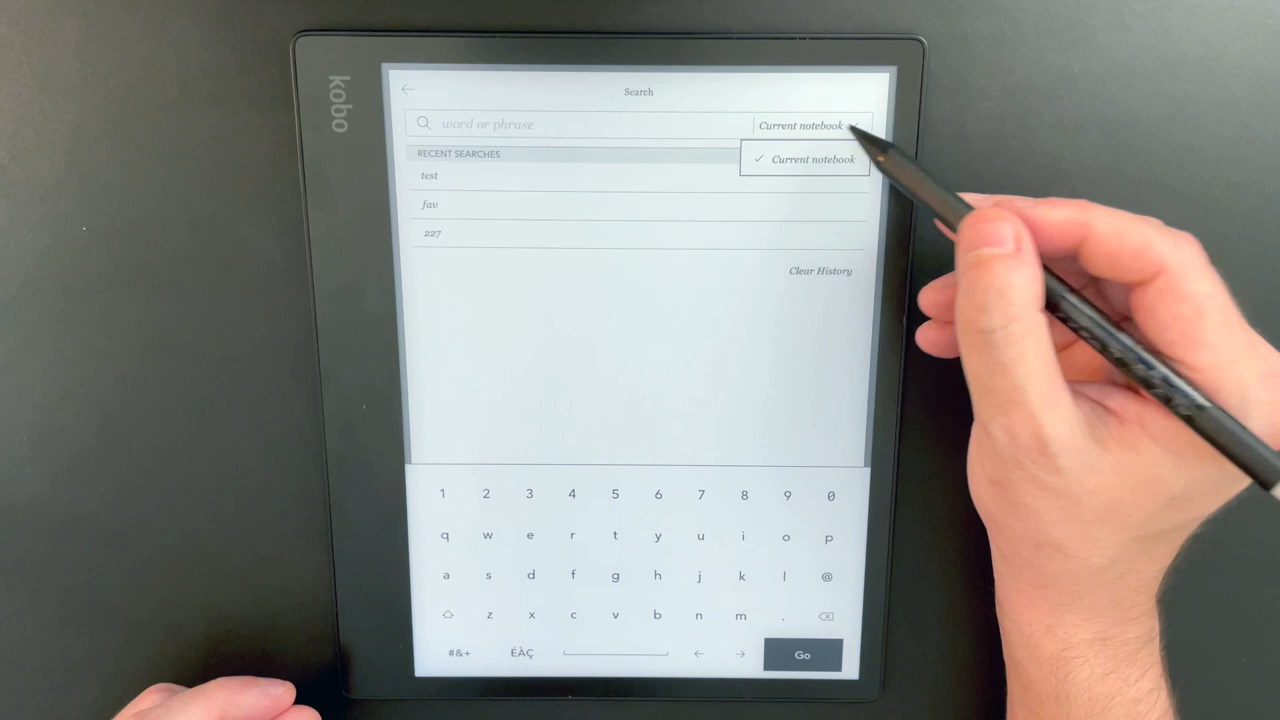 kobo
Search
word or phrase Current notebook
RECENT SEARCHES
Current notebook
test
fav
227
Clear History
1 2 3 4 5 6 7 8 9 0
q w e r t y u i o p
a s d f g h j k l @
z x c v b n m .
#&+ ÉÀÇ ← → Go